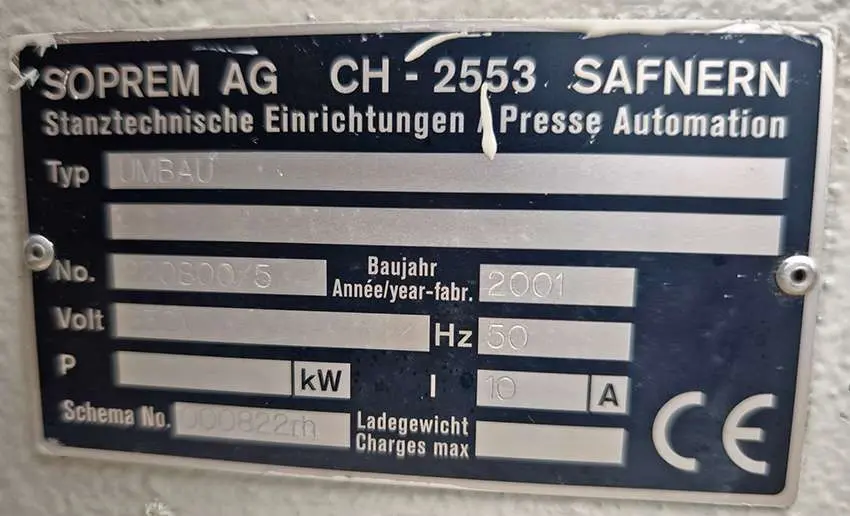 SOPREM AG CH - 2553 SAFNERN
Stanztechnische Einrichtungen / Presse Automation
Typ UMBAU
No. Baujahr
Année/year-fabr. 2001
Volt Hz 50
P kW I 10 A
Schema No. 000822rh Ladegewicht
Charges max
CE